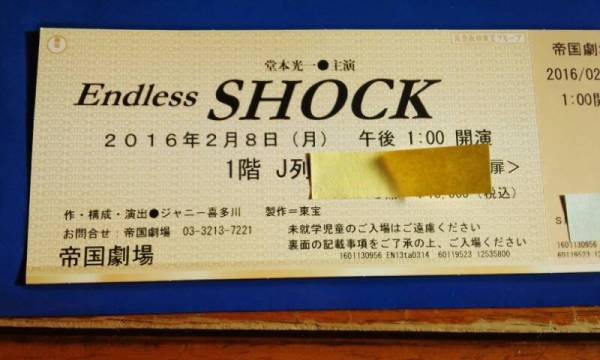 堂本光一●主演
Endless SHOCK
2016年2月8日(月) 午後 1:00 開演
1階 J列
扉>
(税込)
作・構成・演出●ジャニー喜多川 製作=東宝
お問合せ:帝国劇場 03-3213-7221
未就学児童のご入場はご遠慮ください
裏面の記載事項をご了承の上、ご入場ください
帝国劇場
1601130956 EN13ta0314 60119523 12535800
帝国劇
2016/02
1:00開
1601130956
60119523 12